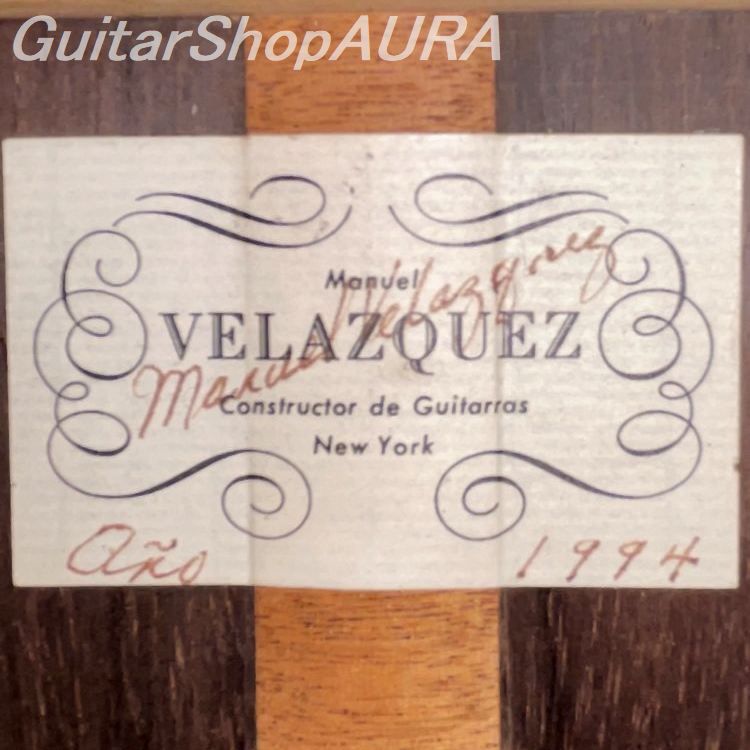 GuitarShopAURA
Manuel
VELAZQUEZ
Manuel Velazquez
Constructor de Guitarras
New York
Año 1994